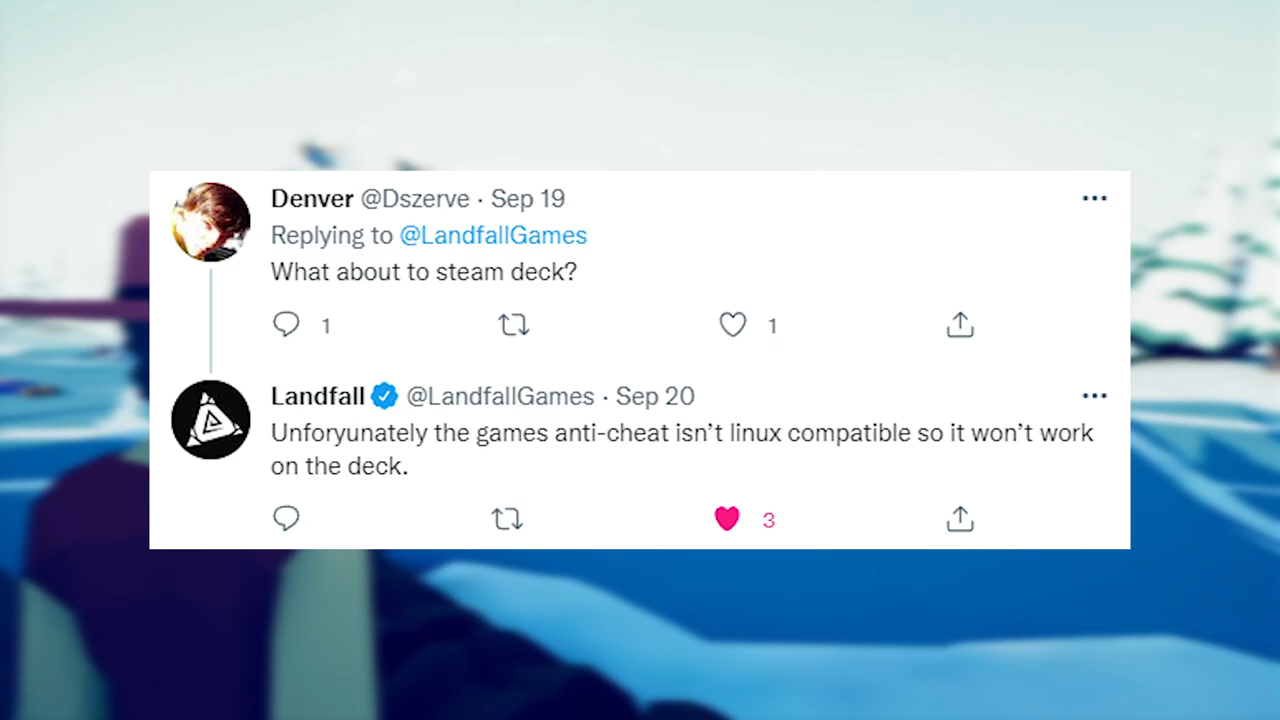 Denver @Dszerve · Sep 19
Replying to @LandfallGames
What about to steam deck?
1 1
Landfall @LandfallGames · Sep 20
Unforyunately the games anti-cheat isn’t linux compatible so it won’t work
on the deck.
3